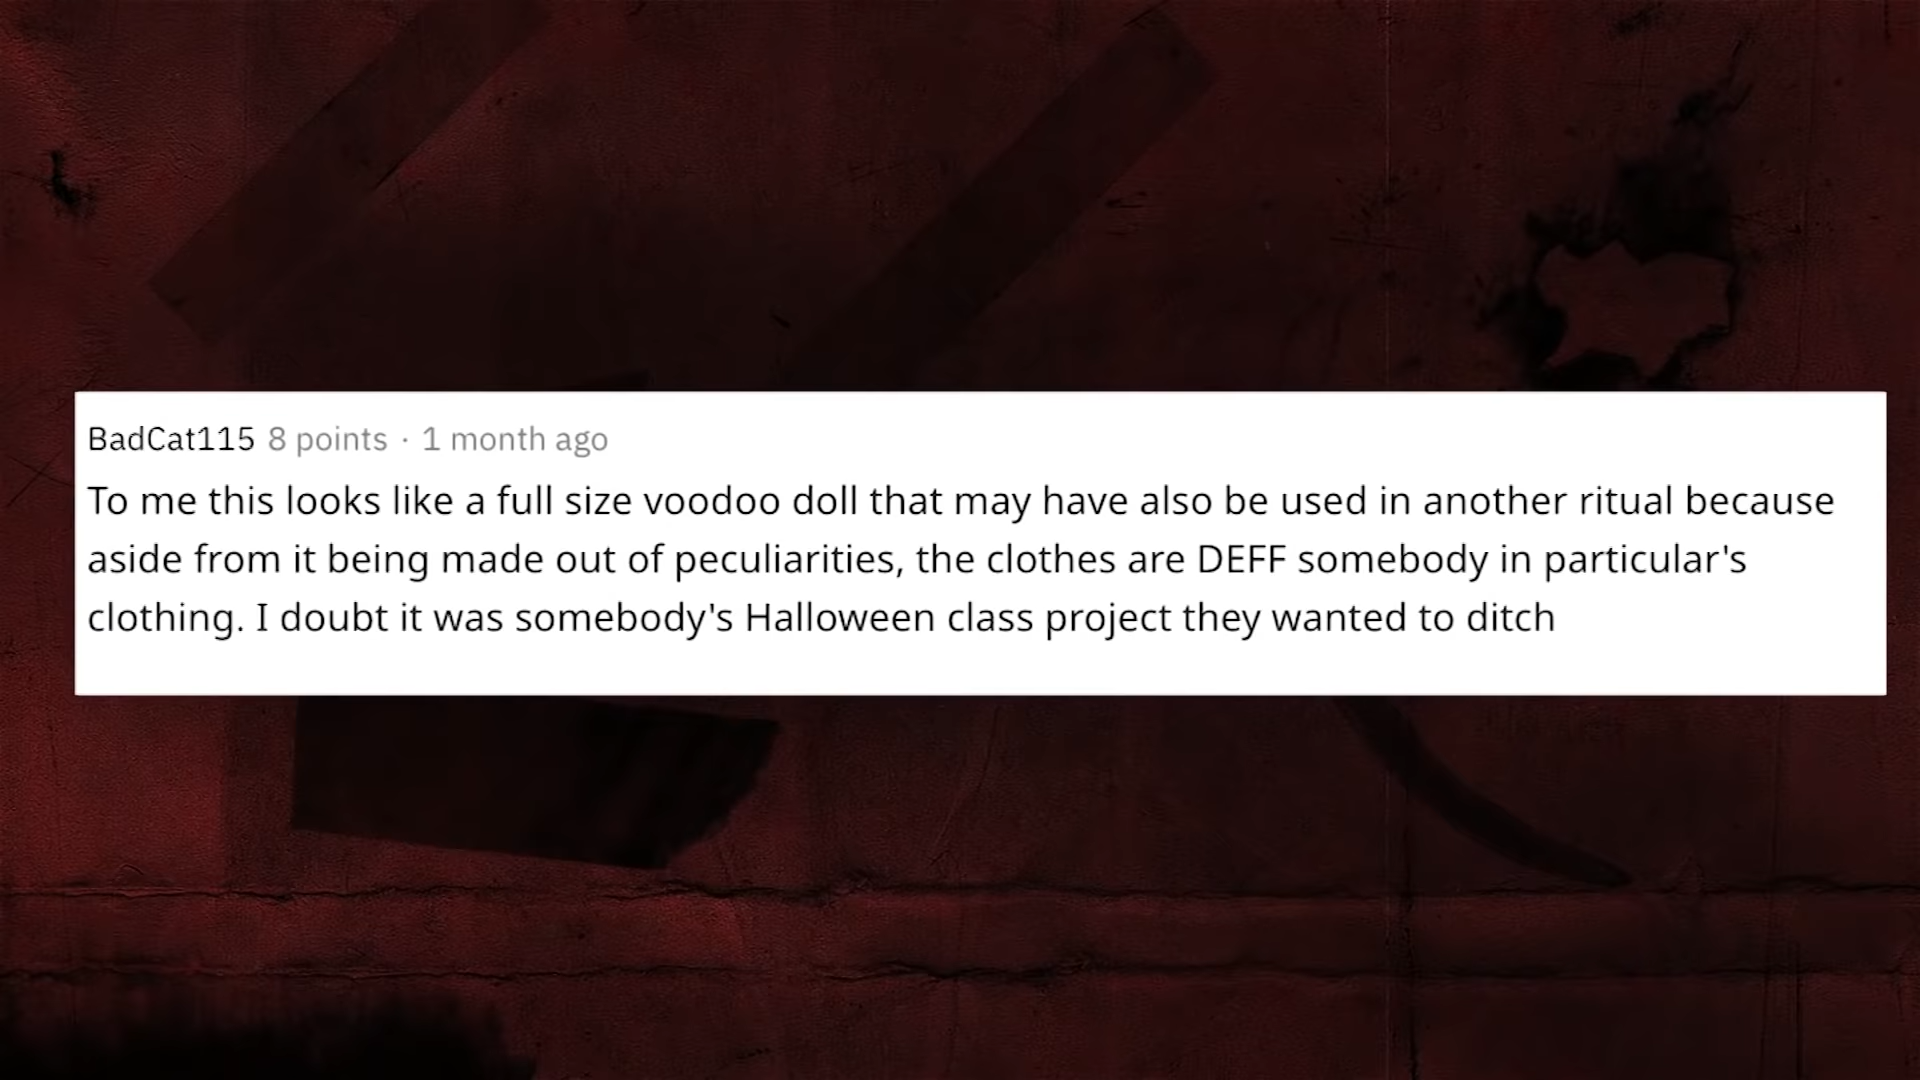 BadCat115 8 points · 1 month ago
To me this looks like a full size voodoo doll that may have also be used in another ritual because
aside from it being made out of peculiarities, the clothes are DEFF somebody in particular's
clothing. I doubt it was somebody's Halloween class project they wanted to ditch